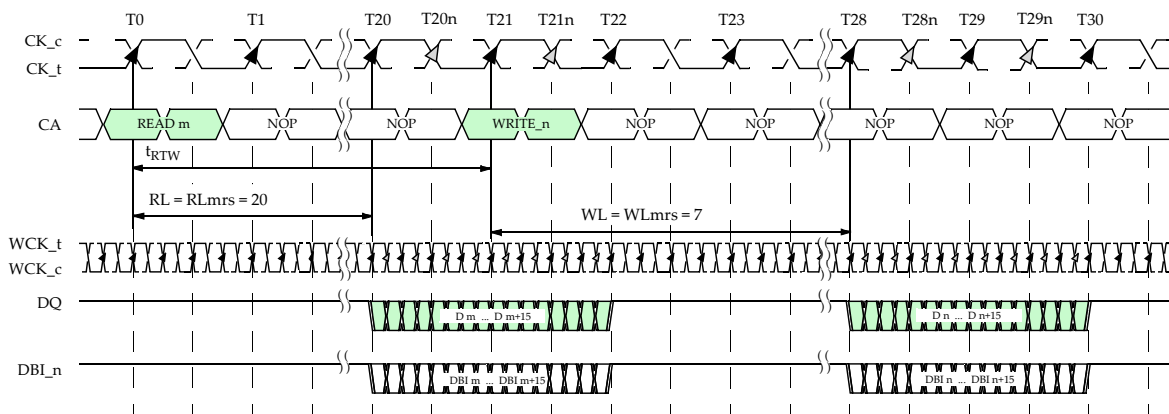 T0 T1 T20 T20n T21 T21n T22 T23 T28 T28n T29 T29n T30
CK_c
CK_t
CA READ m NOP NOP WRITE_n NOP NOP NOP NOP NOP
tRTW
RL = RLmrs = 20
WL = WLmrs = 7
WCK_t
WCK_c
DQ D m ... D m+15 D n ... D n+15
DBI_n DBI m ... DBI m+15 DBI n ... DBI n+15